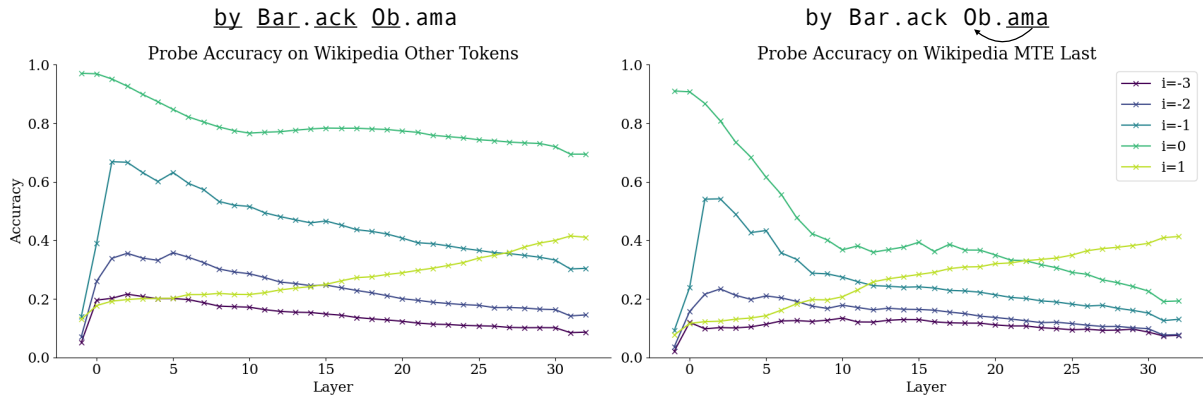 by Bar.ack Ob.ama
Probe Accuracy on Wikipedia Other Tokens
1.0
0.8
0.6
0.4
0.2
0.0
Accuracy
0 5 10 15 20 25 30
Layer
by Bar.ack Ob.ama
Probe Accuracy on Wikipedia MTE Last
1.0
0.8
0.6
0.4
0.2
0.0
i=-3
i=-2
i=-1
i=0
i=1
0 5 10 15 20 25 30
Layer